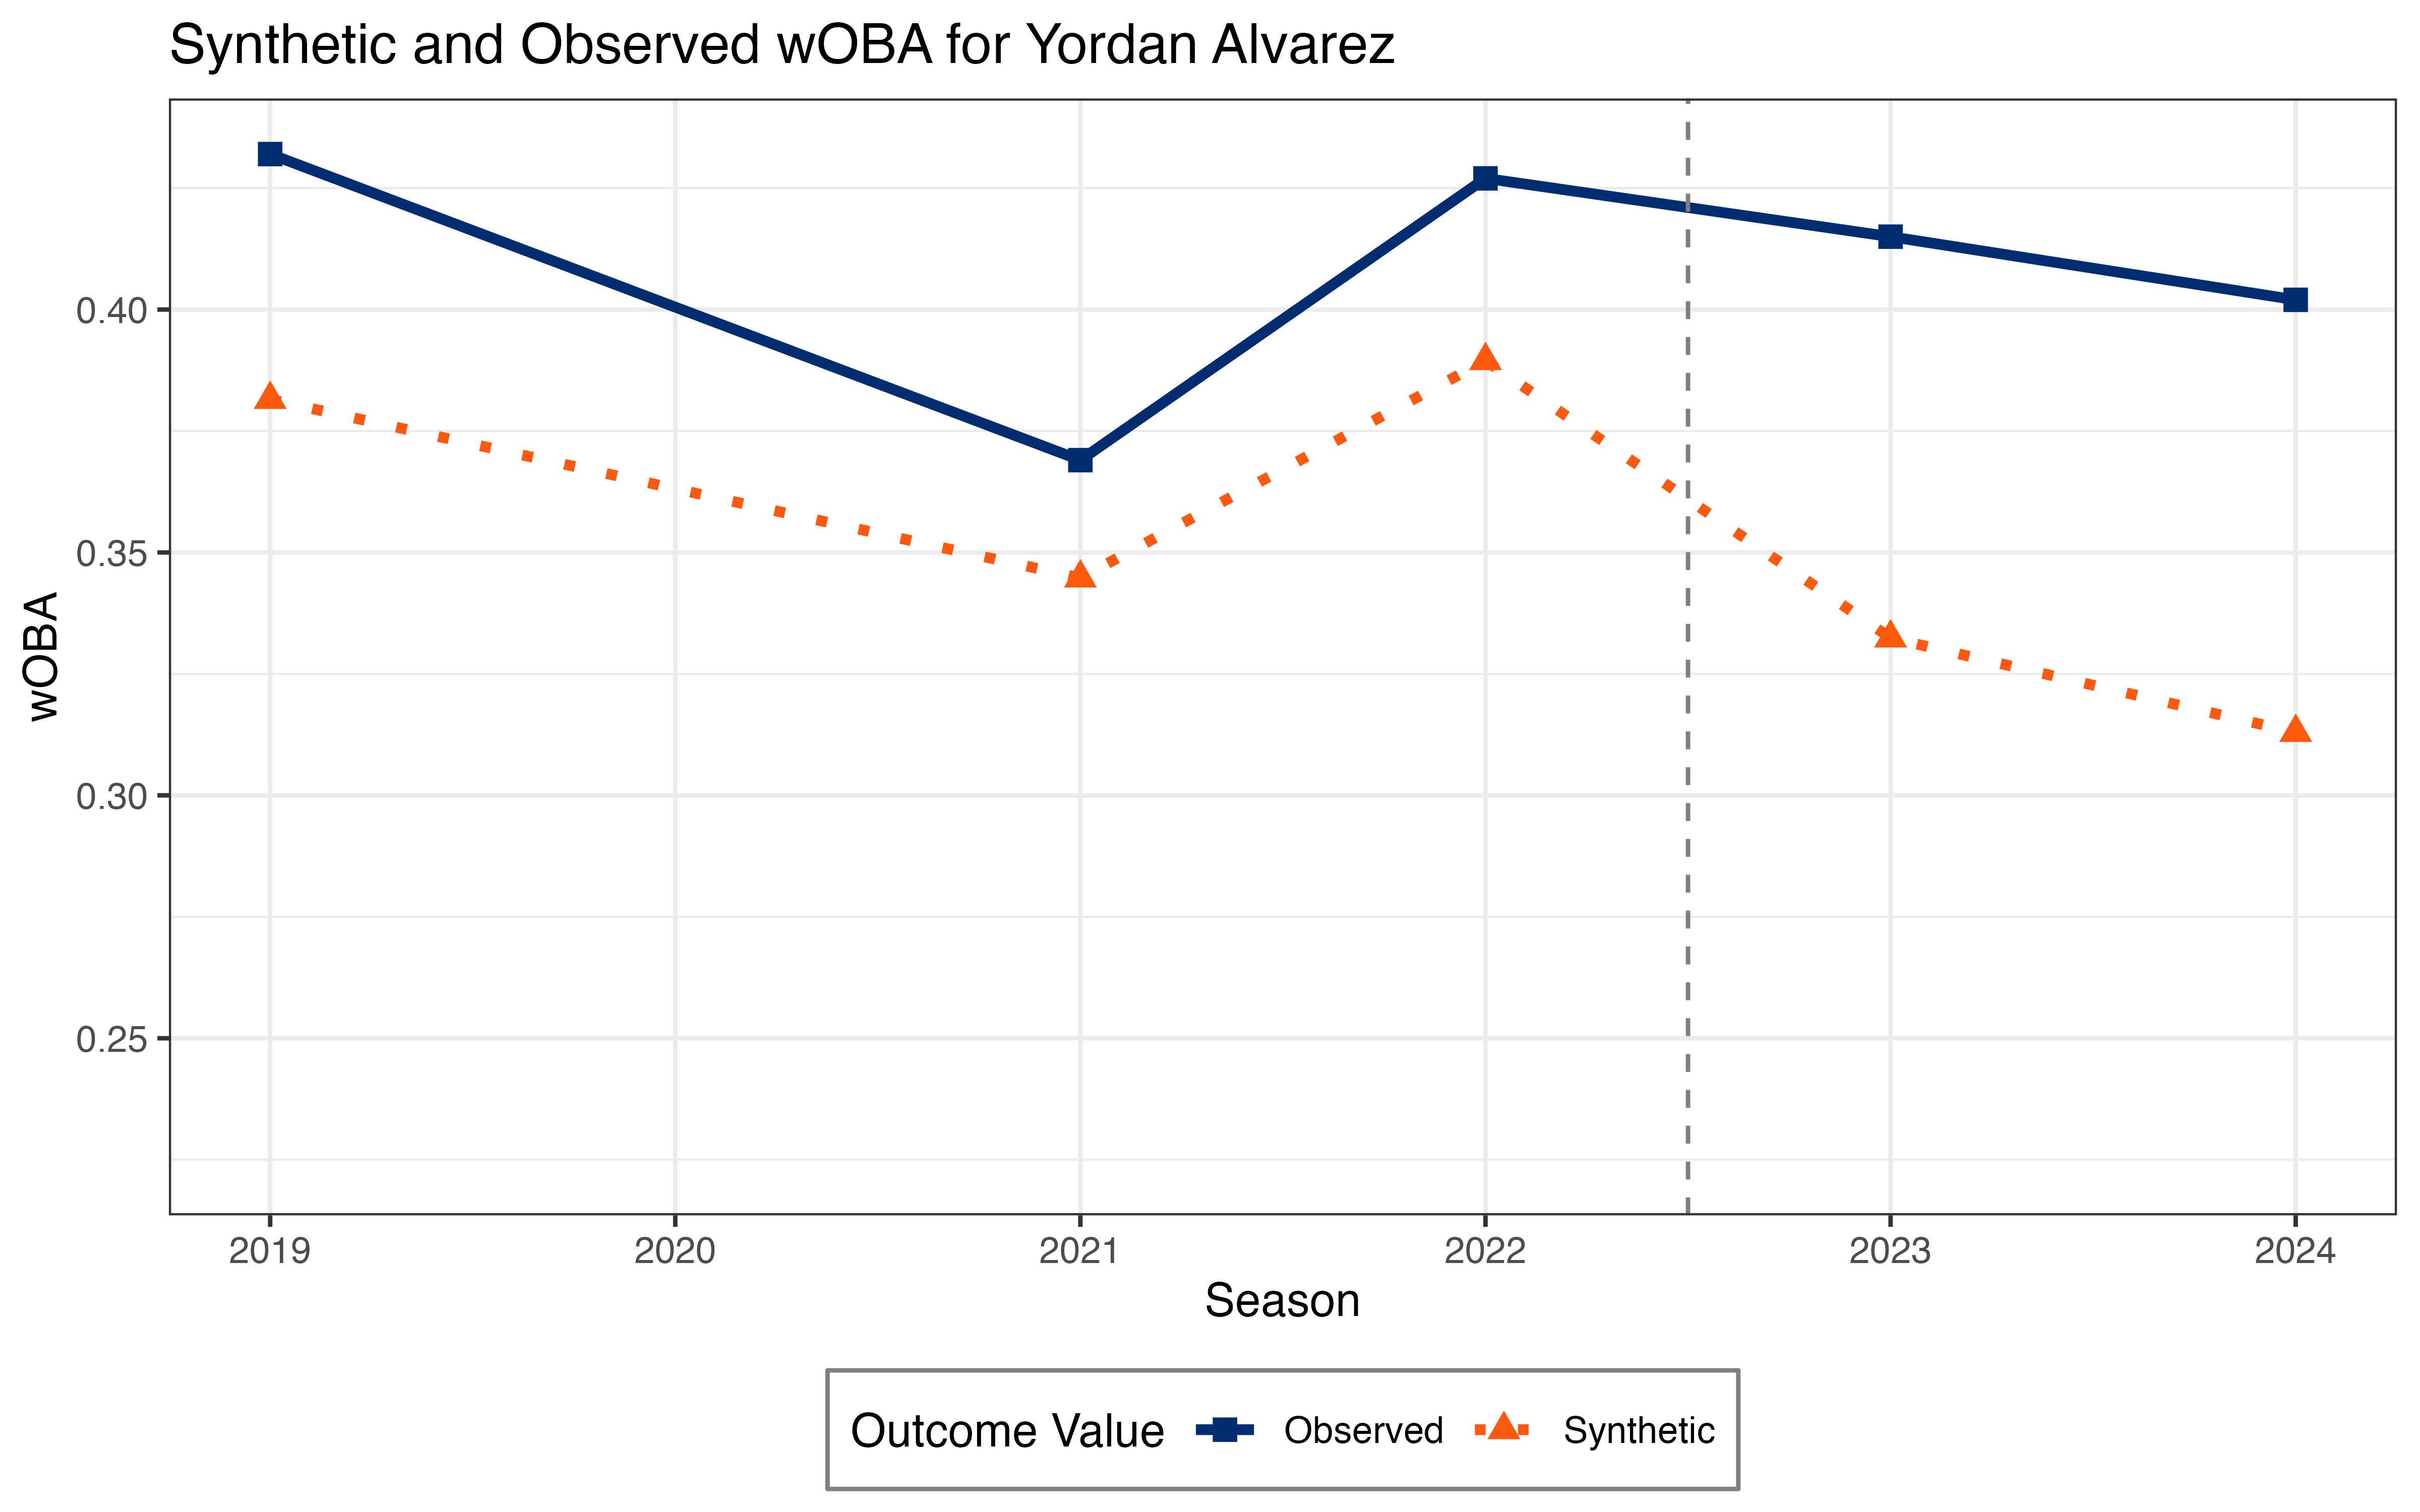 Synthetic and Observed wOBA for Yordan Alvarez
0.40
0.35
0.30
0.25
wOBA
2019 2020 2021 2022 2023 2024
Season
Outcome Value Observed Synthetic